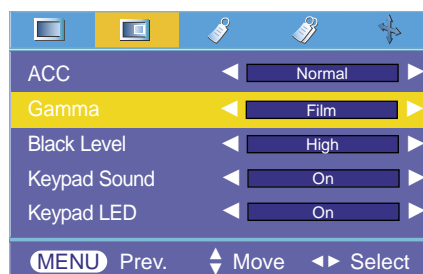 ACC Normal
Gamma Film
Black Level High
Keypad Sound On
Keypad LED On
MENU Prev. Move Select